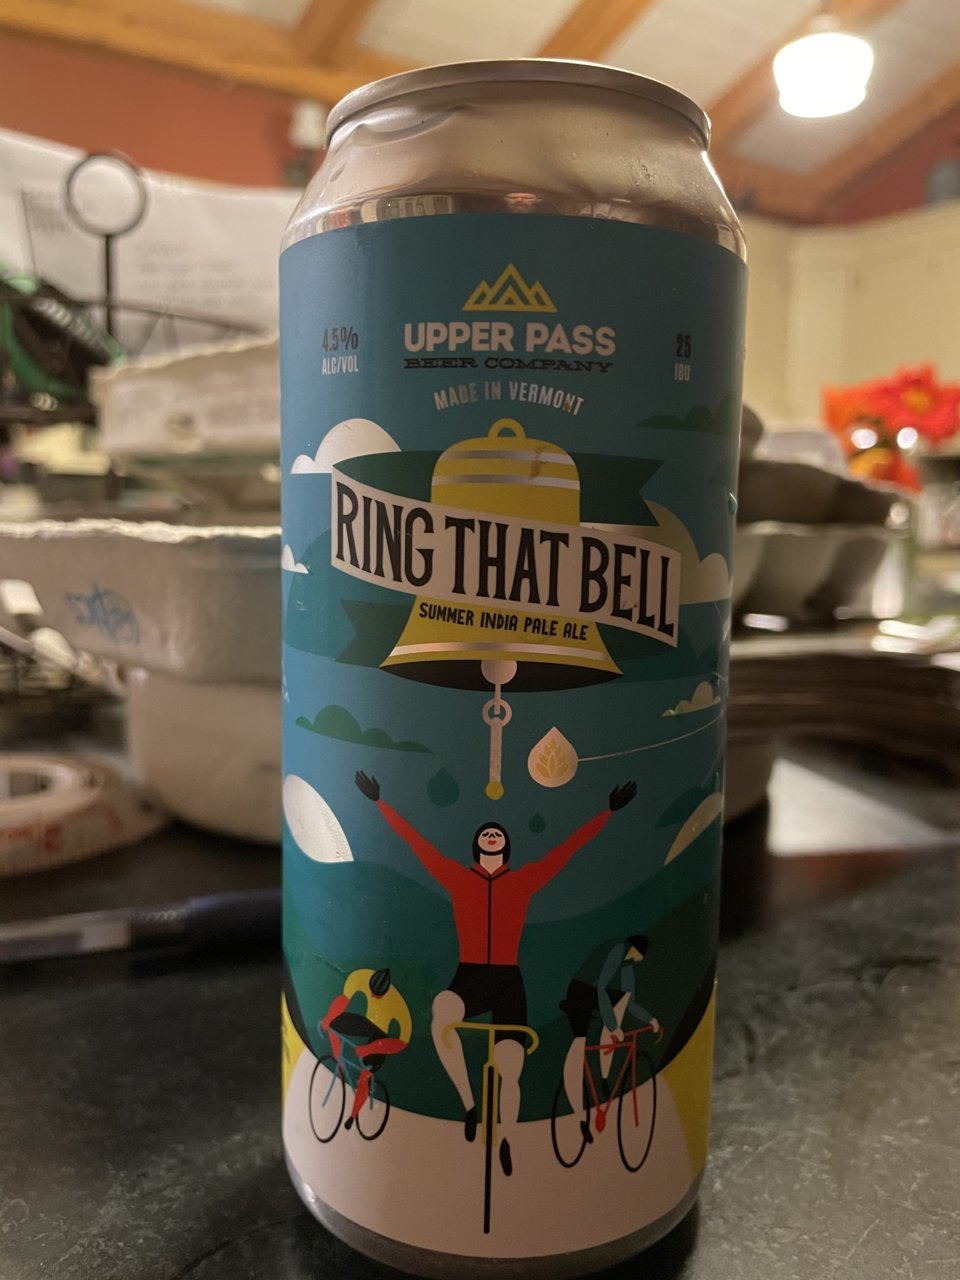 4.5%
ALC/VOL
UPPER PASS
BEER COMPANY
25
IBU
MADE IN VERMONT
RING THAT BELL
SUMMER INDIA PALE ALE